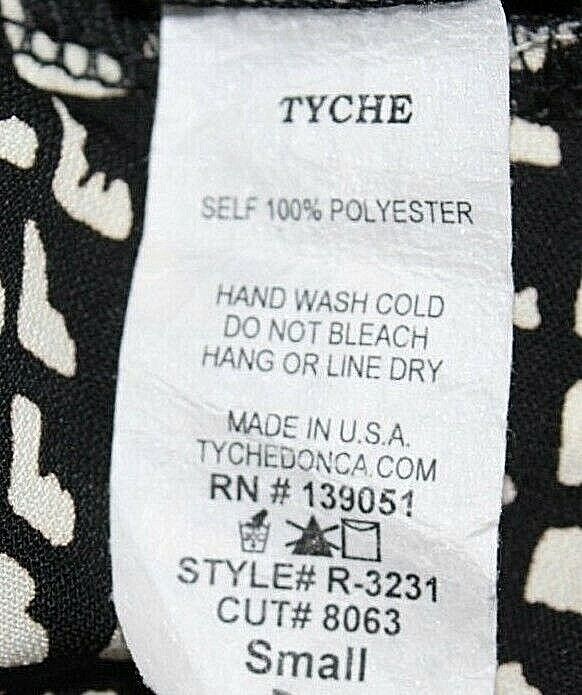 TYCHE
SELF 100% POLYESTER
HAND WASH COLD
DO NOT BLEACH
HANG OR LINE DRY
MADE IN U.S.A.
TYCHEDONCA.COM
RN # 139051
STYLE# R-3231
CUT# 8063
Small